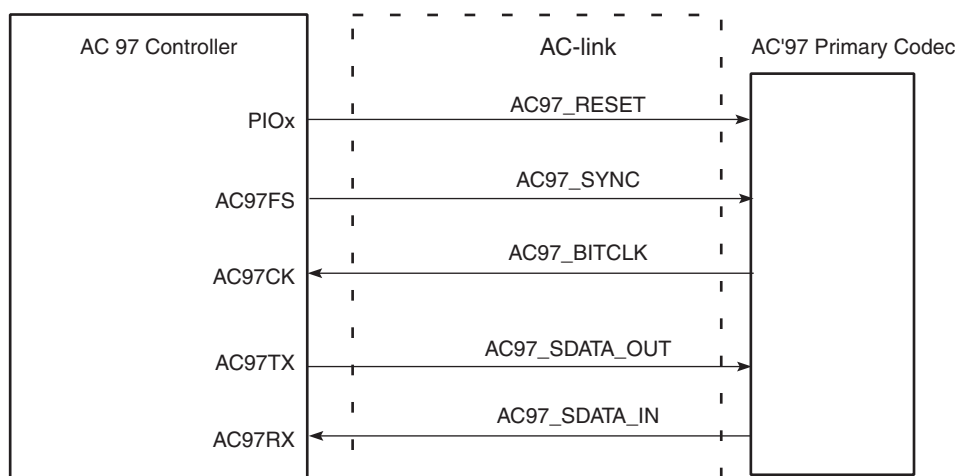 AC 97 Controller
AC-link
AC'97 Primary Codec
PIOx
AC97_RESET
AC97FS
AC97_SYNC
AC97CK
AC97_BITCLK
AC97TX
AC97_SDATA_OUT
AC97RX
AC97_SDATA_IN